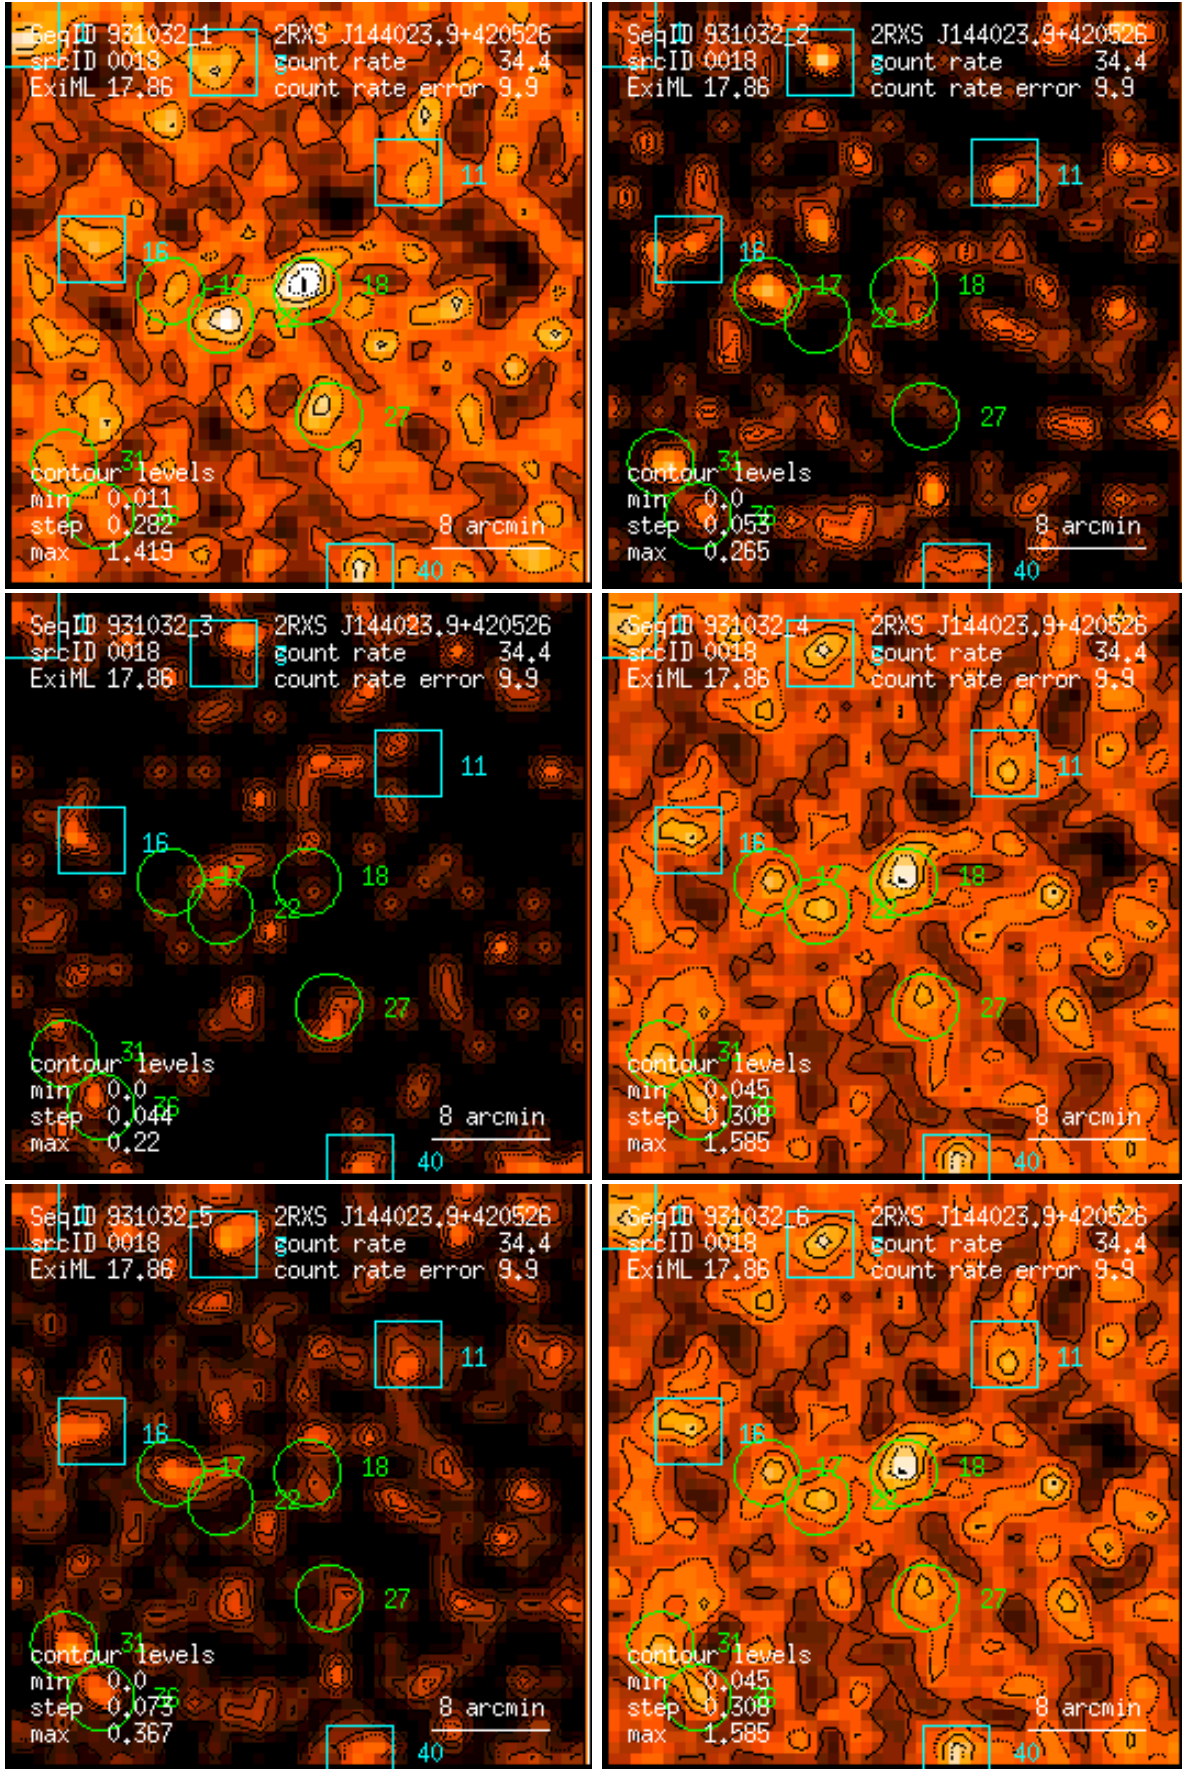 SeqID 931032_1 2RXS J144023.9+420526
srcID 0018 count rate 34.4
ExiML 17.86 count rate error 9.9
11
16
17
18
22
27
31
contour levels
min 0.011
36
step 0.282
8 arcmin
max 1.419
40
SeqID 931032_2 2RXS J144023.9+420526
srcID 0018 count rate 34.4
ExiML 17.86 count rate error 9.9
11
16
17
18
22
27
31
contour levels
min 0.0
36
step 0.053
8 arcmin
max 0.265
40
SeqID 931032_3 2RXS J144023.9+420526
srcID 0018 count rate 34.4
ExiML 17.86 count rate error 9.9
11
16
17
18
22
27
31
contour levels
min 0.0
36
step 0.044
8 arcmin
max 0.22
40
SeqID 931032_4 2RXS J144023.9+420526
srcID 0018 count rate 34.4
ExiML 17.86 count rate error 9.9
11
16
17
18
22
27
31
contour levels
min 0.045
36
step 0.308
8 arcmin
max 1.585
40
SeqID 931032_5 2RXS J144023.9+420526
srcID 0018 count rate 34.4
ExiML 17.86 count rate error 9.9
11
16
17
18
22
27
31
contour levels
min 0.0
36
step 0.073
8 arcmin
max 0.367
40
SeqID 931032_6 2RXS J144023.9+420526
srcID 0018 count rate 34.4
ExiML 17.86 count rate error 9.9
11
16
17
18
22
27
31
contour levels
min 0.045
36
step 0.308
8 arcmin
max 1.585
40